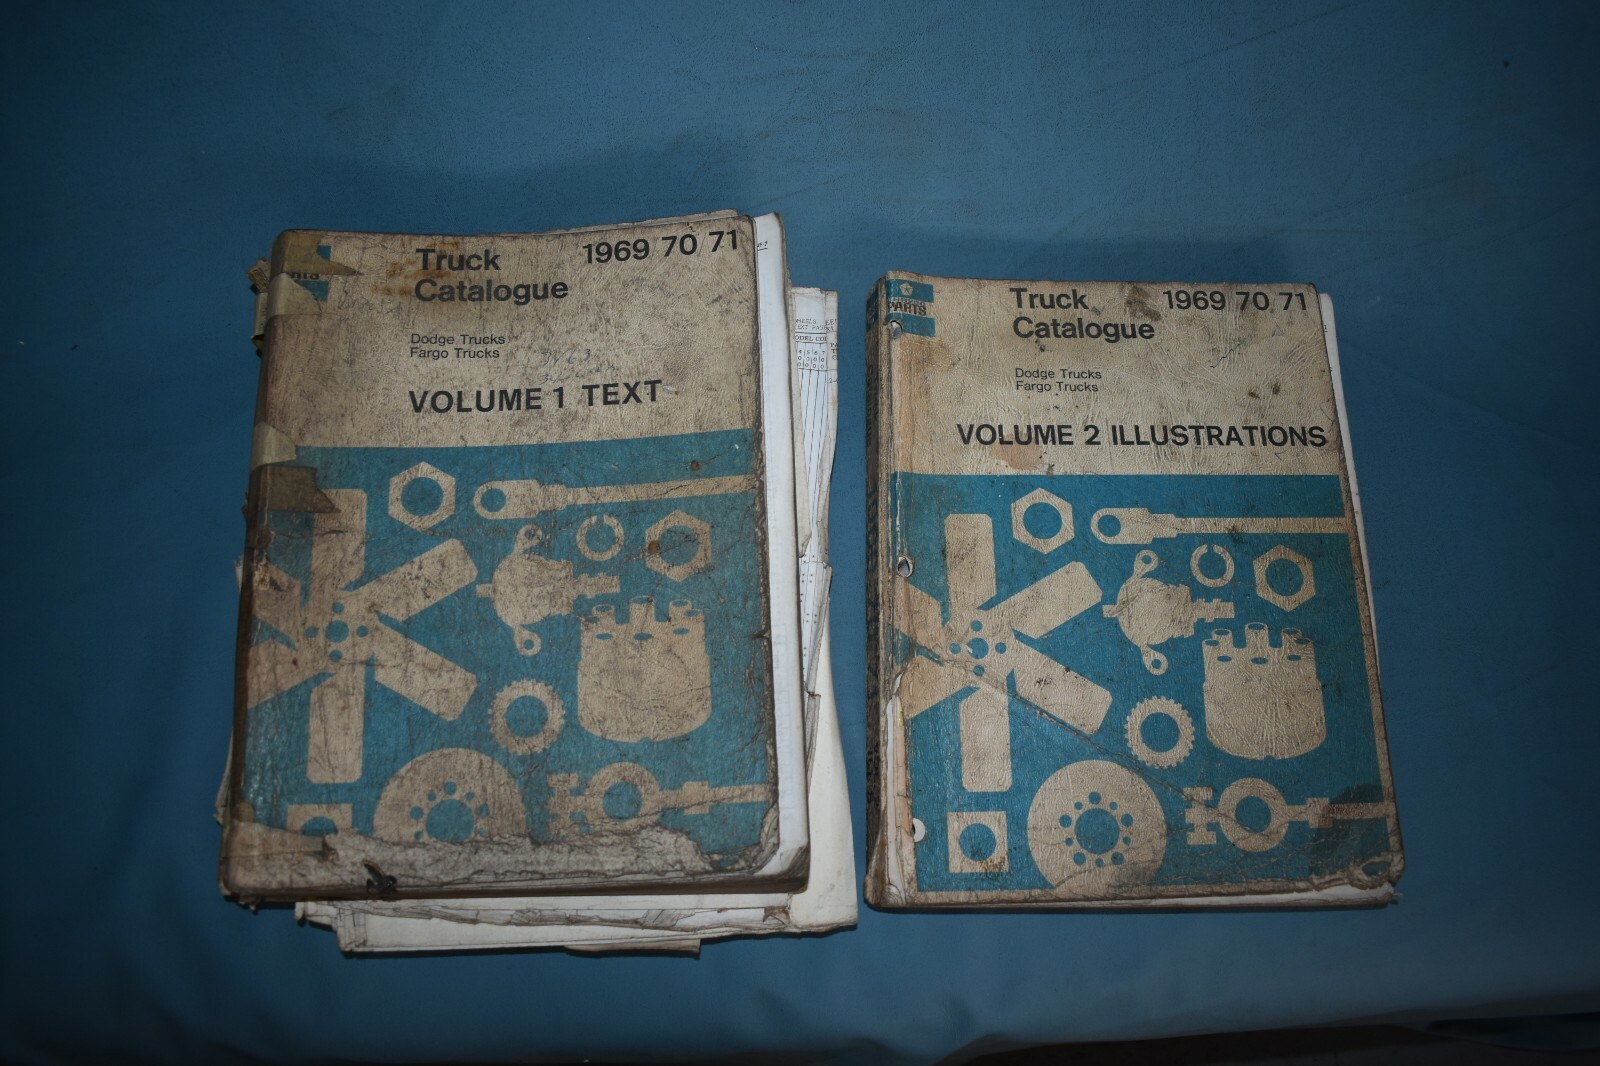 Truck
Catalogue
1969 70 71
Dodge Trucks
Fargo Trucks
VOLUME 1 TEXT
PARTS
Truck
Catalogue
1969 70 71
Dodge Trucks
Fargo Trucks
VOLUME 2 ILLUSTRATIONS